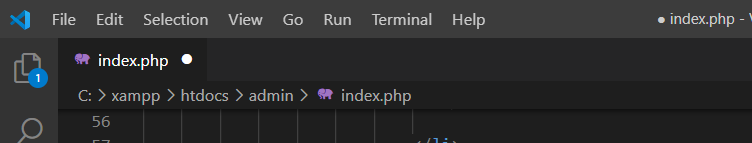 File Edit Selection View Go Run Terminal Help ● index.php -
index.php ●
1
C: > xampp > htdocs > admin > index.php
56
</li>